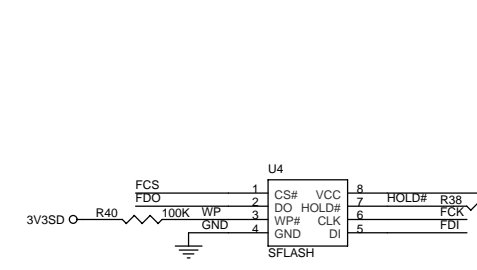 U4
FCS 1 CS# VCC 8
FDO 2 DO HOLD# 7 HOLD# R38
3V3SD R40 100K WP 3 WP# CLK 6 FCK
GND 4 GND DI 5 FDI
SFLASH